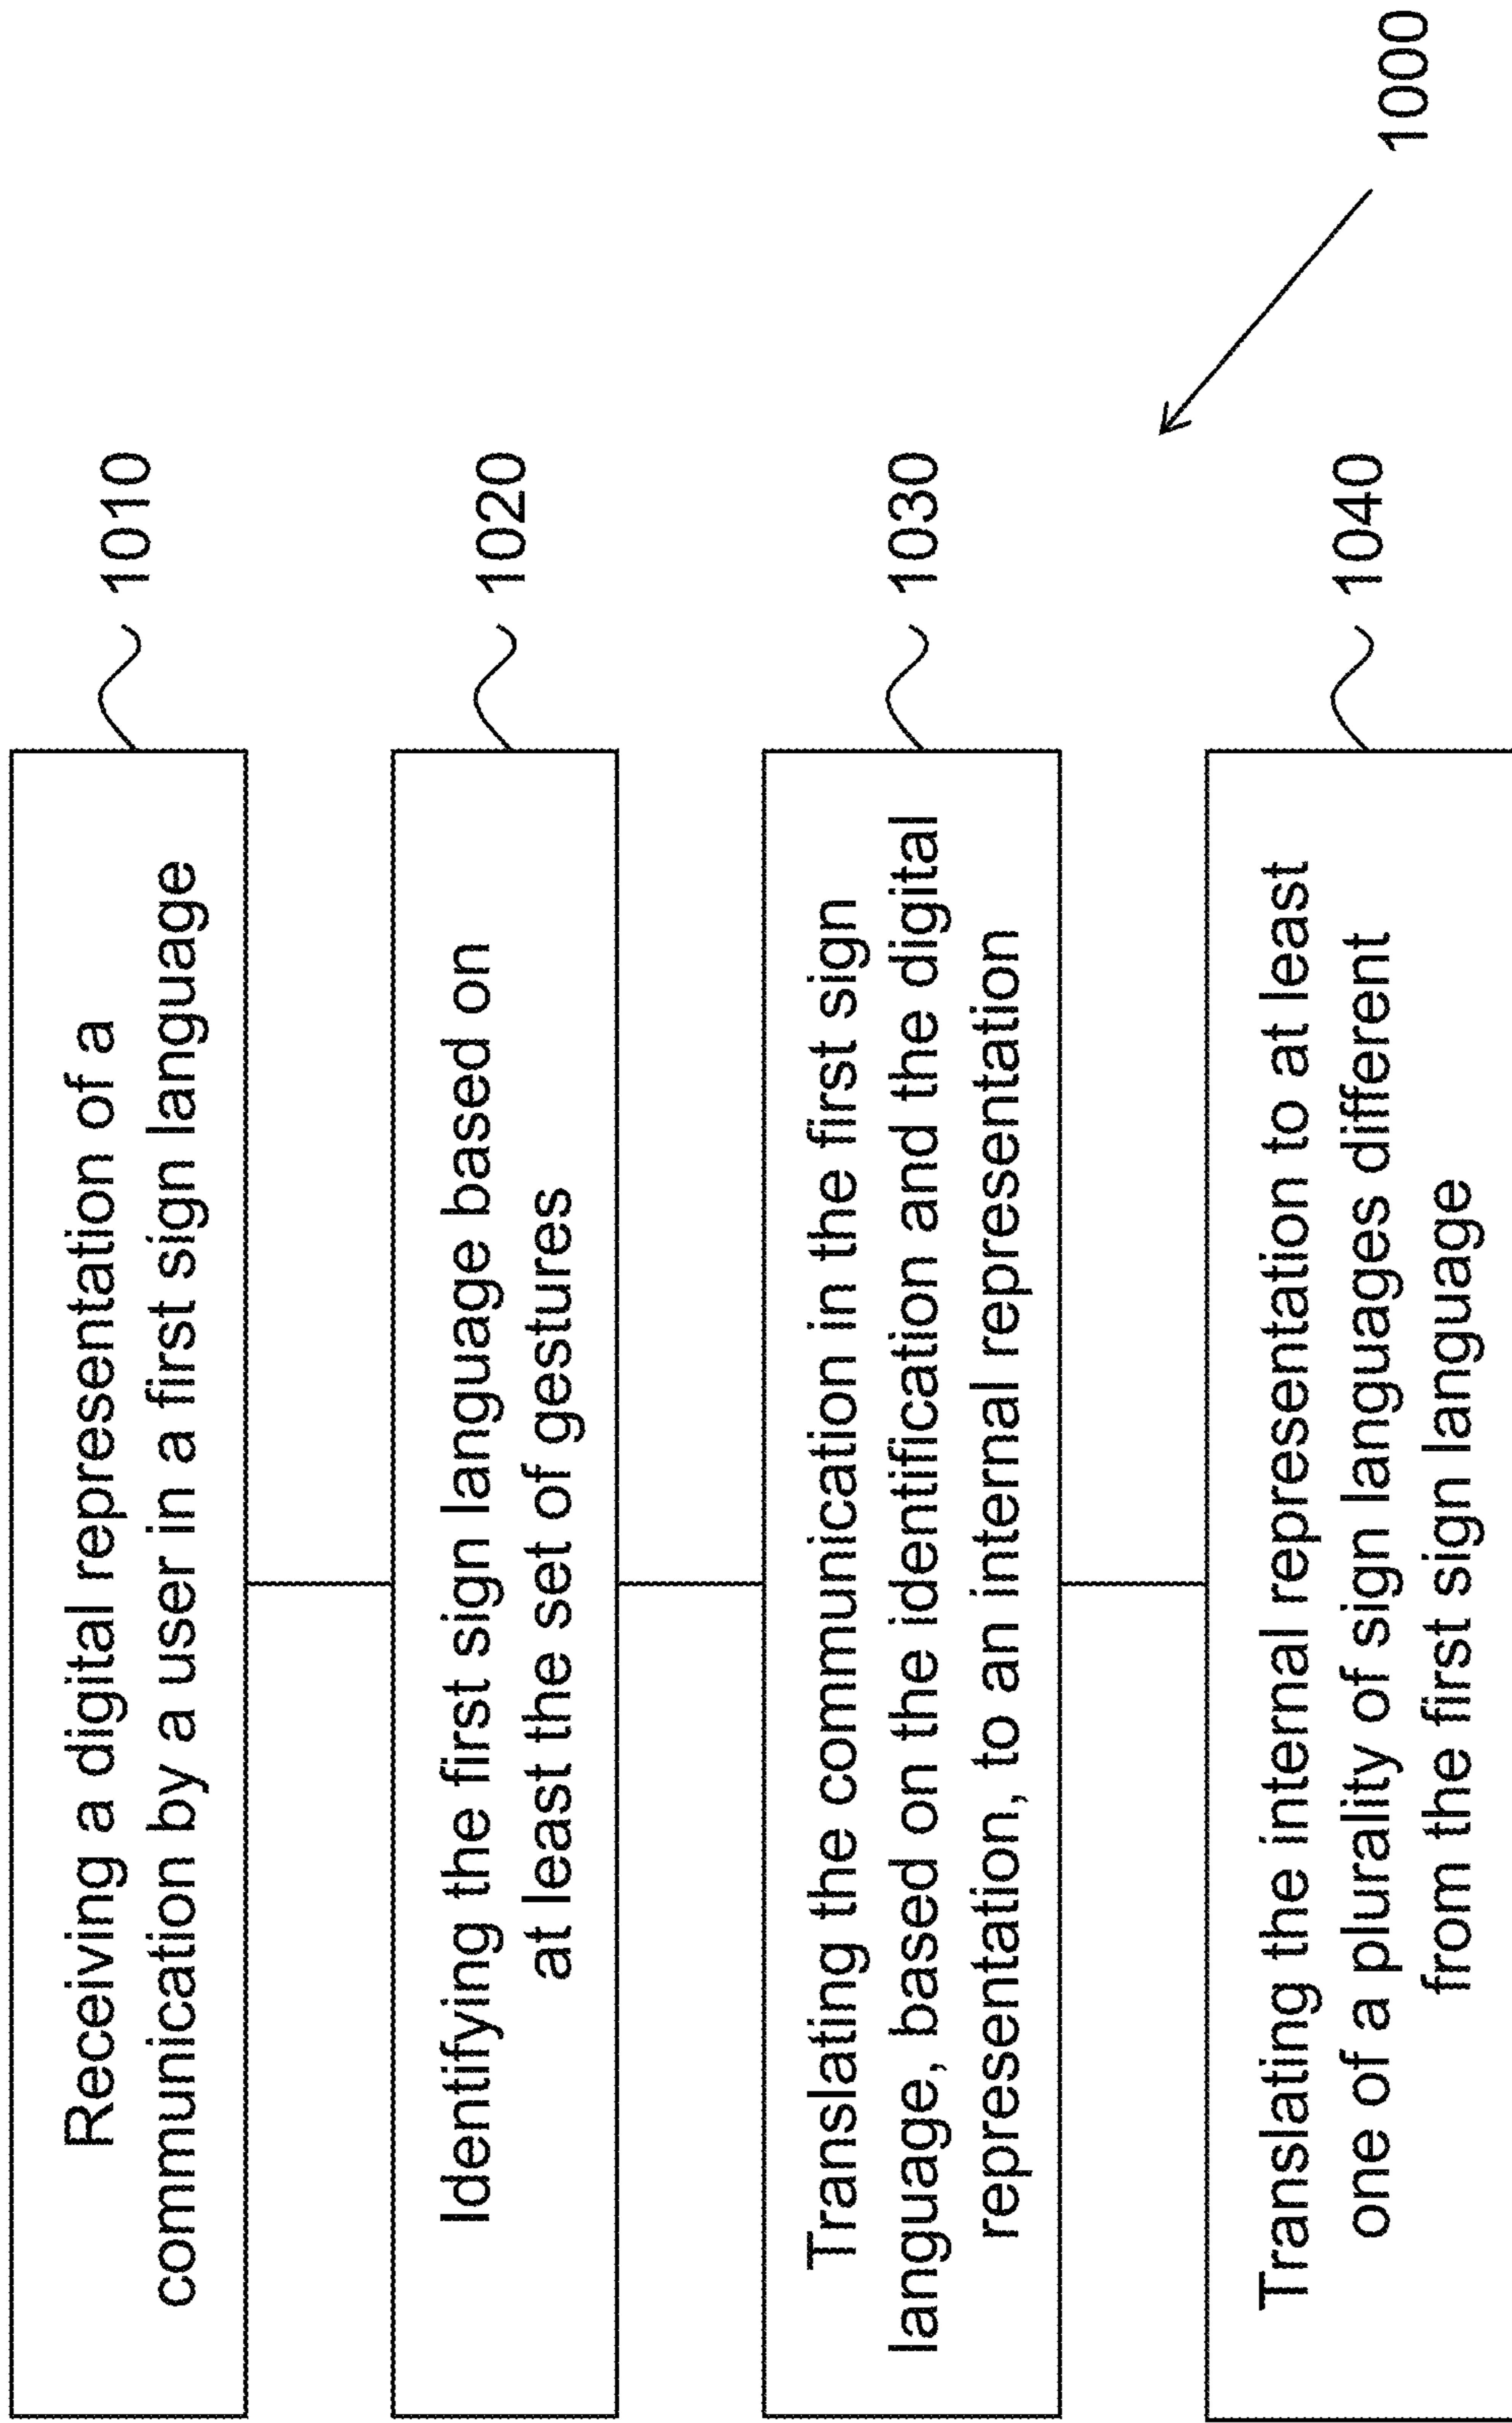 Receiving a digital representation of a
communication by a user in a first sign language
1010
Identifying the first sign language based on
at least the set of gestures
1020
Translating the communication in the first sign
language, based on the identification and the digital
representation, to an internal representation
1030
Translating the internal representation to at least
one of a plurality of sign languages different
from the first sign language
1040
1000